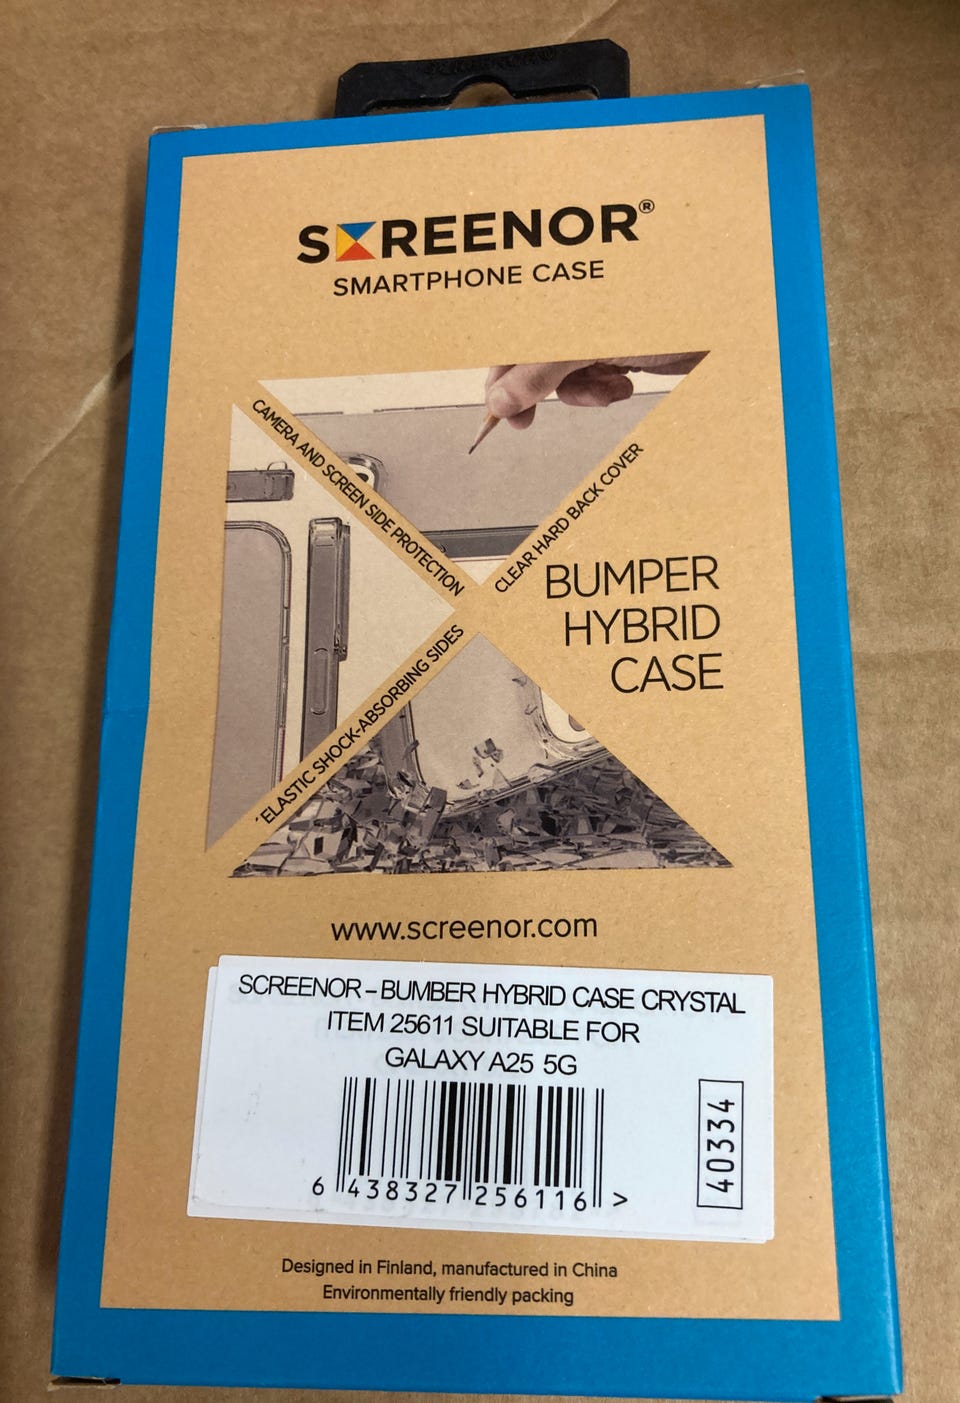 SCREENOR®
SMARTPHONE CASE
CAMERA AND SCREEN SIDE PROTECTION
CLEAR HARD BACK COVER
BUMPER
HYBRID
CASE
ELASTIC SHOCK-ABSORBING SIDES
www.screenor.com
SCREENOR – BUMBER HYBRID CASE CRYSTAL
ITEM 25611 SUITABLE FOR
GALAXY A25 5G
40334
6 438327 256116 >
Designed in Finland, manufactured in China
Environmentally friendly packing